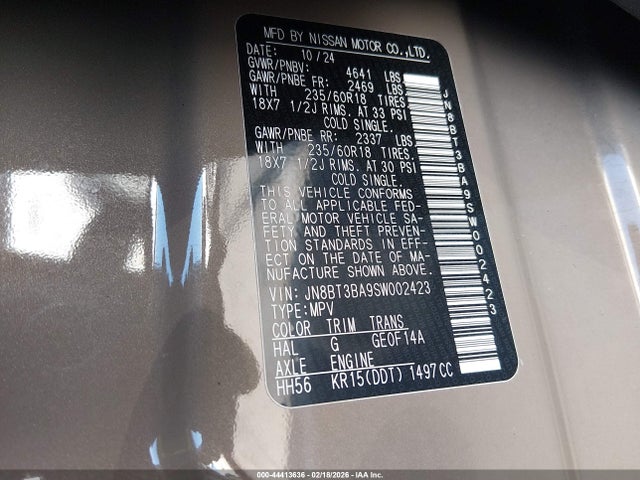 MFD BY NISSAN MOTOR CO.,LTD.
DATE: 10/24
GVWR/PNBV: 4641 LBS
GAWR/PNBE FR: 2469 LBS
WITH 235/60R18 TIRES,
18X7 1/2J RIMS. AT 33 PSI
COLD SINGLE.
GAWR/PNBE RR: 2337 LBS
WITH 235/60R18 TIRES.
18X7 1/2J RIMS. AT 30 PSI
COLD SINGLE.
THIS VEHICLE CONFORMS
TO ALL APPLICABLE FED-
ERAL MOTOR VEHICLE SA-
FETY AND THEFT PREVEN-
TION STANDARDS IN EFF-
ECT ON THE DATE OF MA-
NUFACTURE SHOWN ABOVE.
VIN: JN8BT3BA9SW002423
TYPE:MPV
COLOR TRIM TRANS
HAL G GE0F14A
AXLE ENGINE
HH56 KR15(DDT) 1497CC
JN8BT3BA9SW002423
000-44413636 - 02/18/2026 - IAA Inc.